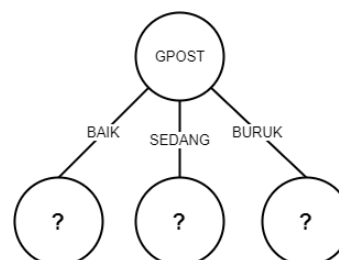 GPOST
BAIK
SEDANG
BURUK
? ? ?